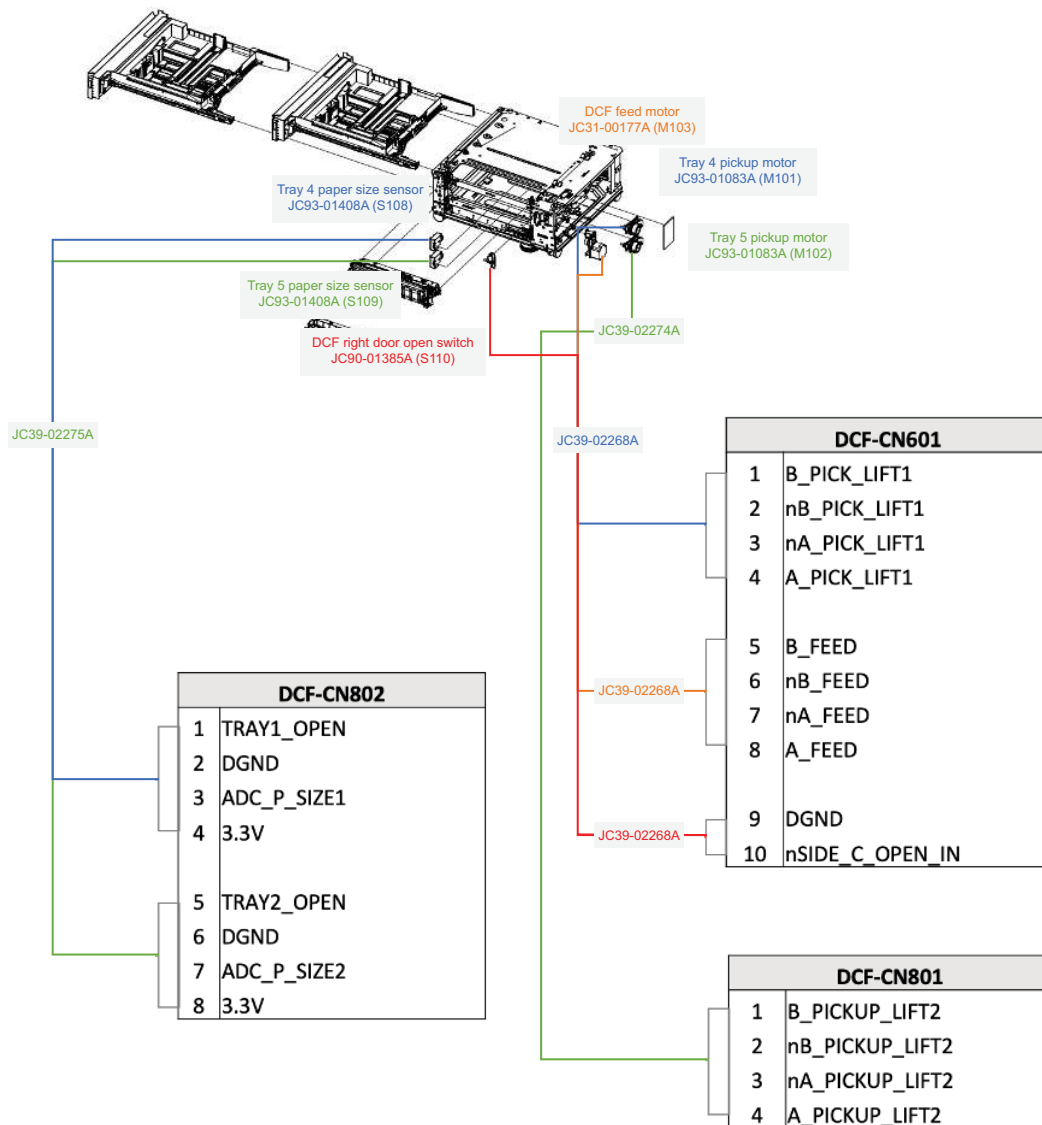 DCF feed motor
JC31-00177A (M103)
Tray 4 pickup motor
JC93-01083A (M101)
Tray 4 paper size sensor
JC93-01408A (S108)
Tray 5 pickup motor
JC93-01083A (M102)
Tray 5 paper size sensor
JC93-01408A (S109)
JC39-02274A
DCF right door open switch
JC90-01385A (S110)
JC39-02275A
JC39-02268A
DCF-CN601
1 B_PICK_LIFT1
2 nB_PICK_LIFT1
3 nA_PICK_LIFT1
4 A_PICK_LIFT1
5 B_FEED
6 nB_FEED
7 nA_FEED
8 A_FEED
9 DGND
10 nSIDE_C_OPEN_IN
JC39-02268A
JC39-02268A
DCF-CN802
1 TRAY1_OPEN
2 DGND
3 ADC_P_SIZE1
4 3.3V
5 TRAY2_OPEN
6 DGND
7 ADC_P_SIZE2
8 3.3V
DCF-CN801
1 B_PICKUP_LIFT2
2 nB_PICKUP_LIFT2
3 nA_PICKUP_LIFT2
4 A_PICKUP_LIFT2